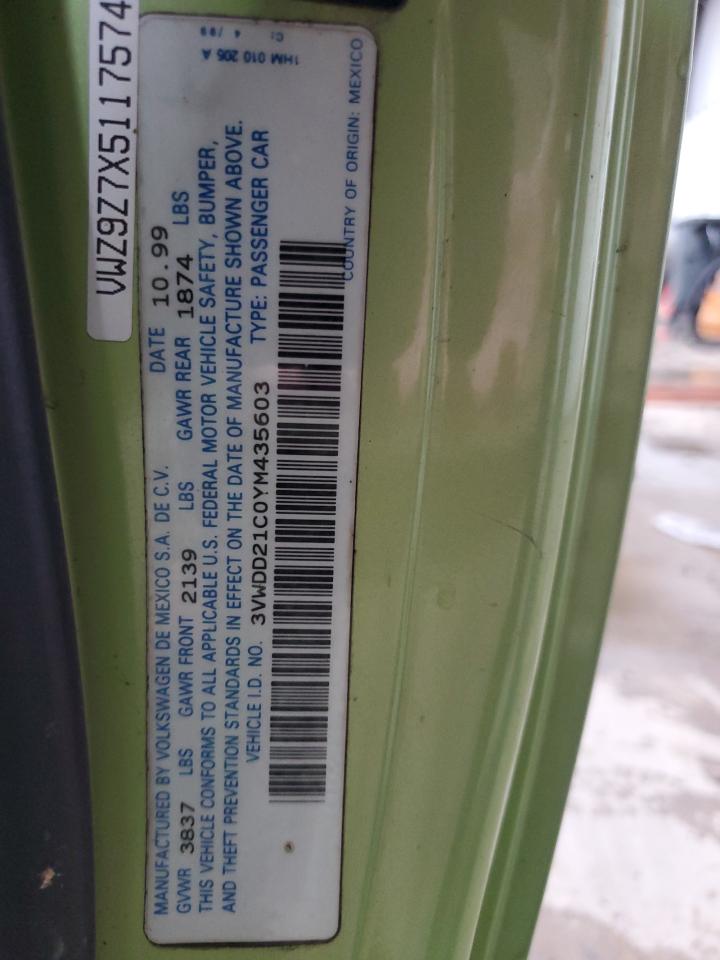 VWZ9Z7X5117574
MANUFACTURED BY VOLKSWAGEN DE MEXICO S.A. DE C.V. DATE 10.99
GVWR 3837 LBS GAWR FRONT 2139 LBS GAWR REAR 1874 LBS
THIS VEHICLE CONFORMS TO ALL APPLICABLE U.S. FEDERAL MOTOR VEHICLE SAFETY, BUMPER,
AND THEFT PREVENTION STANDARDS IN EFFECT ON THE DATE OF MANUFACTURE SHOWN ABOVE.
VEHICLE I.D. NO. 3VWDD21C0YM435603 TYPE: PASSENGER CAR
COUNTRY OF ORIGIN: MEXICO
1HM 010 205 A
C: 4 /99